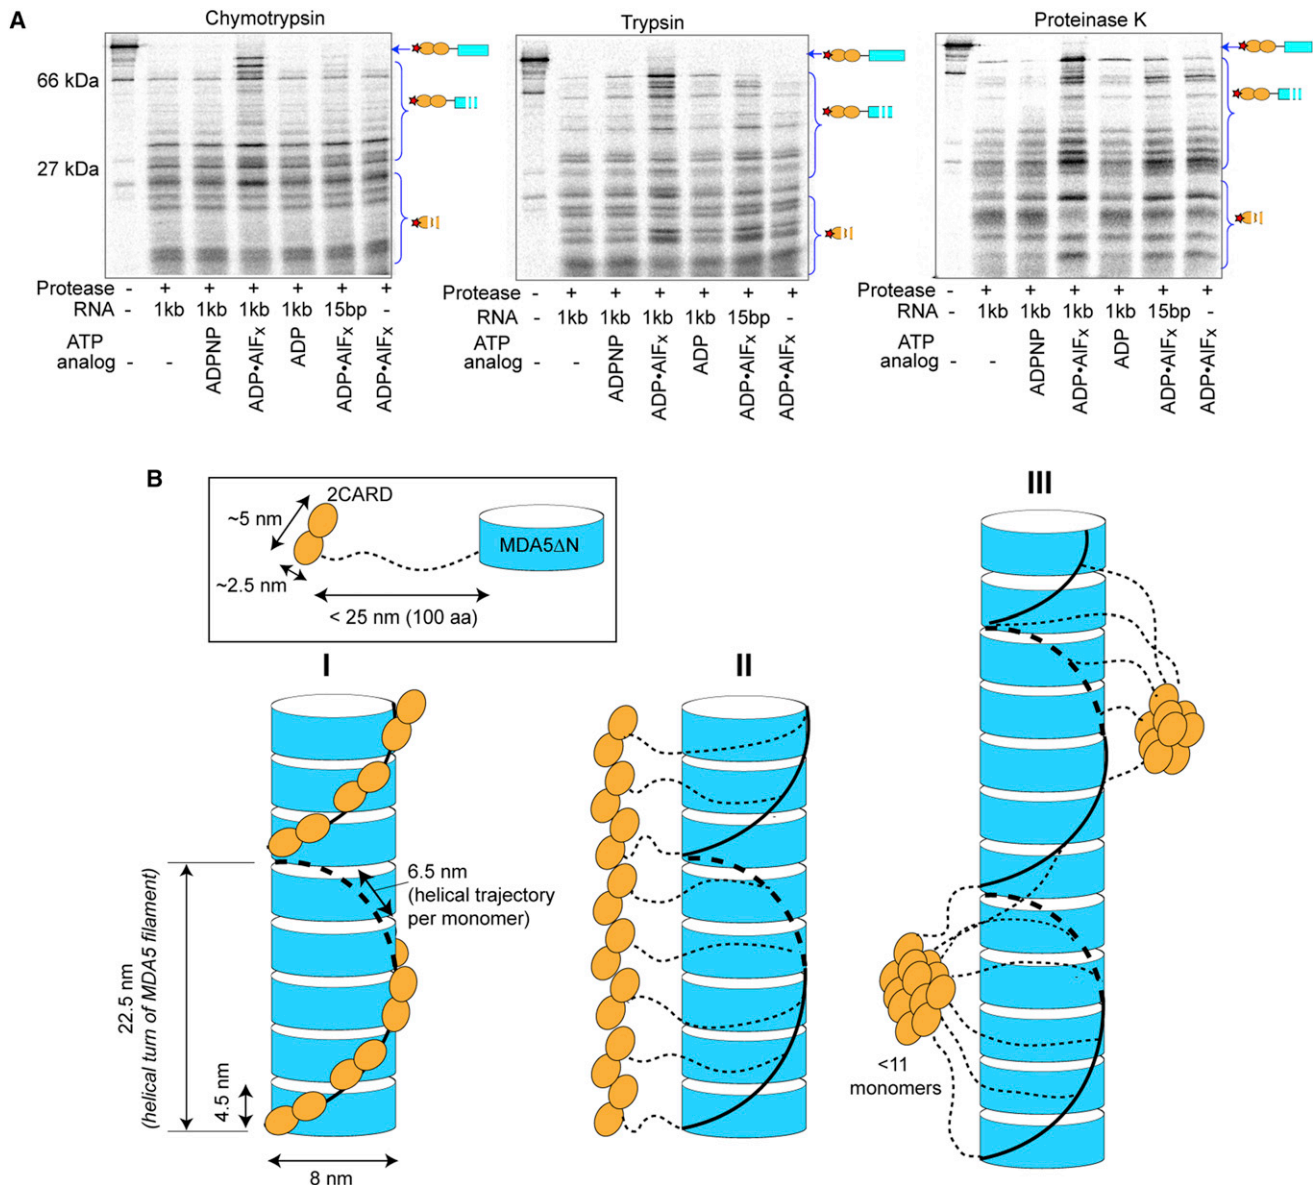 A
Chymotrypsin
Trypsin
Proteinase K
66 kDa
27 kDa
Protease - + + + + + +
RNA - 1kb 1kb 1kb 1kb 15bp -
ATP analog - - ADPNP ADP•AlFx ADP ADP•AlFx ADP•AlFx
Protease - + + + + + +
RNA - 1kb 1kb 1kb 1kb 15bp -
ATP analog - - ADPNP ADP•AlFx ADP ADP•AlFx ADP•AlFx
Protease - + + + + + +
RNA - 1kb 1kb 1kb 1kb 15bp -
ATP analog - - ADPNP ADP•AlFx ADP ADP•AlFx ADP•AlFx
B
2CARD
~5 nm
~2.5 nm
MDA5ΔN
< 25 nm (100 aa)
I
II
III
22.5 nm
(helical turn of MDA5 filament)
4.5 nm
8 nm
6.5 nm
(helical trajectory
per monomer)
<11
monomers